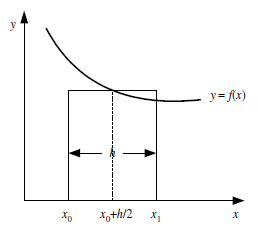 y
y = f(x)
h
x₀ x₀+h/2 x₁ x